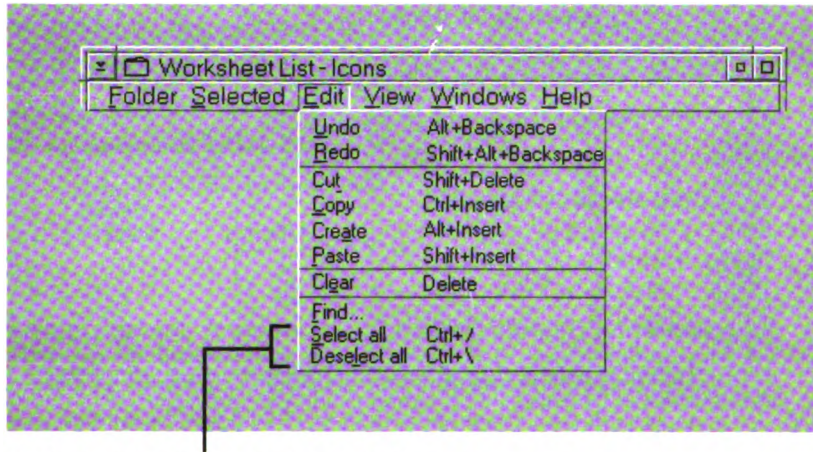 Worksheet List - Icons
Folder Selected Edit View Windows Help
Undo Alt+Backspace
Redo Shift+Alt+Backspace
Cut Shift+Delete
Copy Ctrl+Insert
Create Alt+Insert
Paste Shift+Insert
Clear Delete
Find...
Select all Ctrl+/
Deselect all Ctrl+\